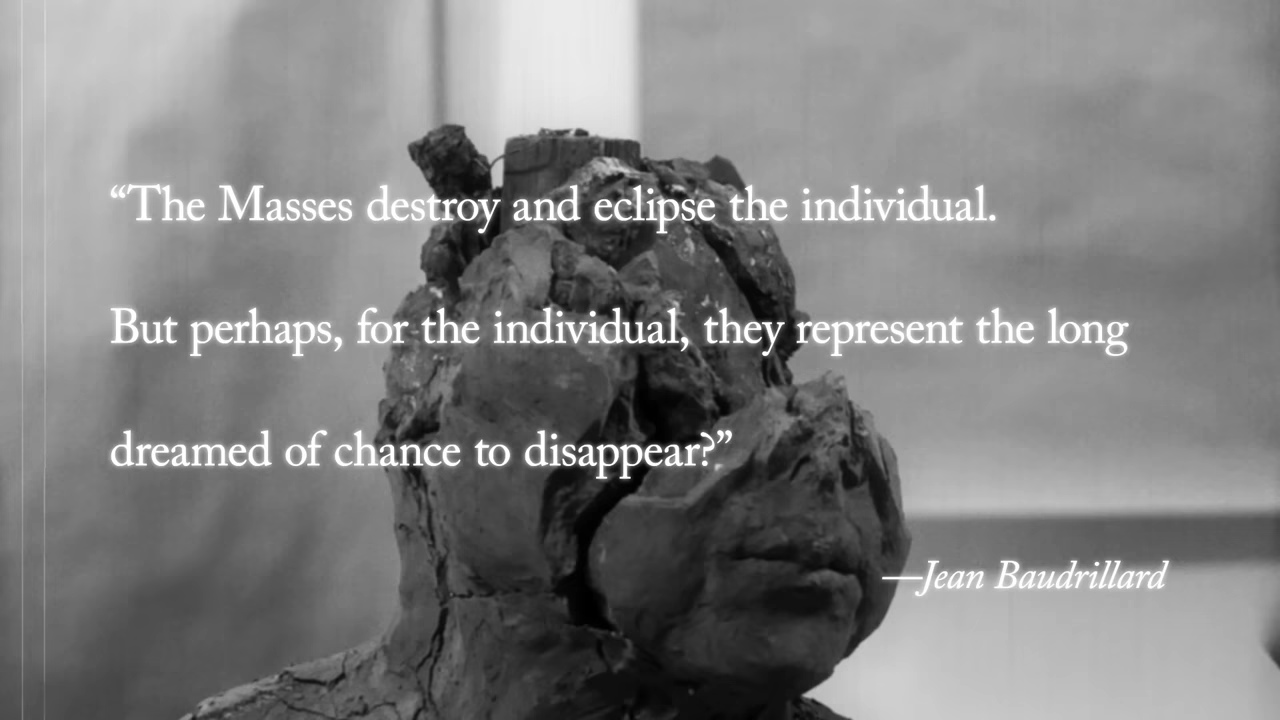 “The Masses destroy and eclipse the individual.
But perhaps, for the individual, they represent the long
dreamed of chance to disappear?”
—Jean Baudrillard